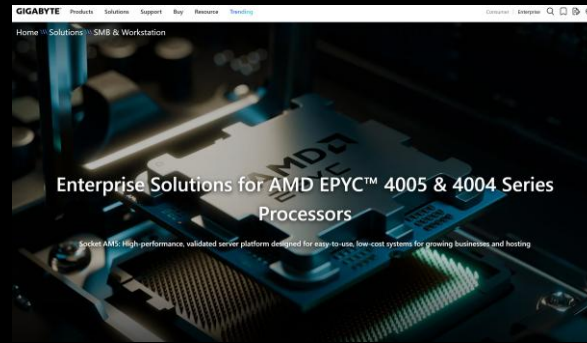 GIGABYTE Products Solutions Support Buy Resource Trending Consumer Enterprise
Home Solutions SMB & Workstation
AMD
EPYC
Enterprise Solutions for AMD EPYC™ 4005 & 4004 Series
Processors
Socket AM5: High-performance, validated server platform designed for easy-to-use, low-cost systems for growing businesses and hosting